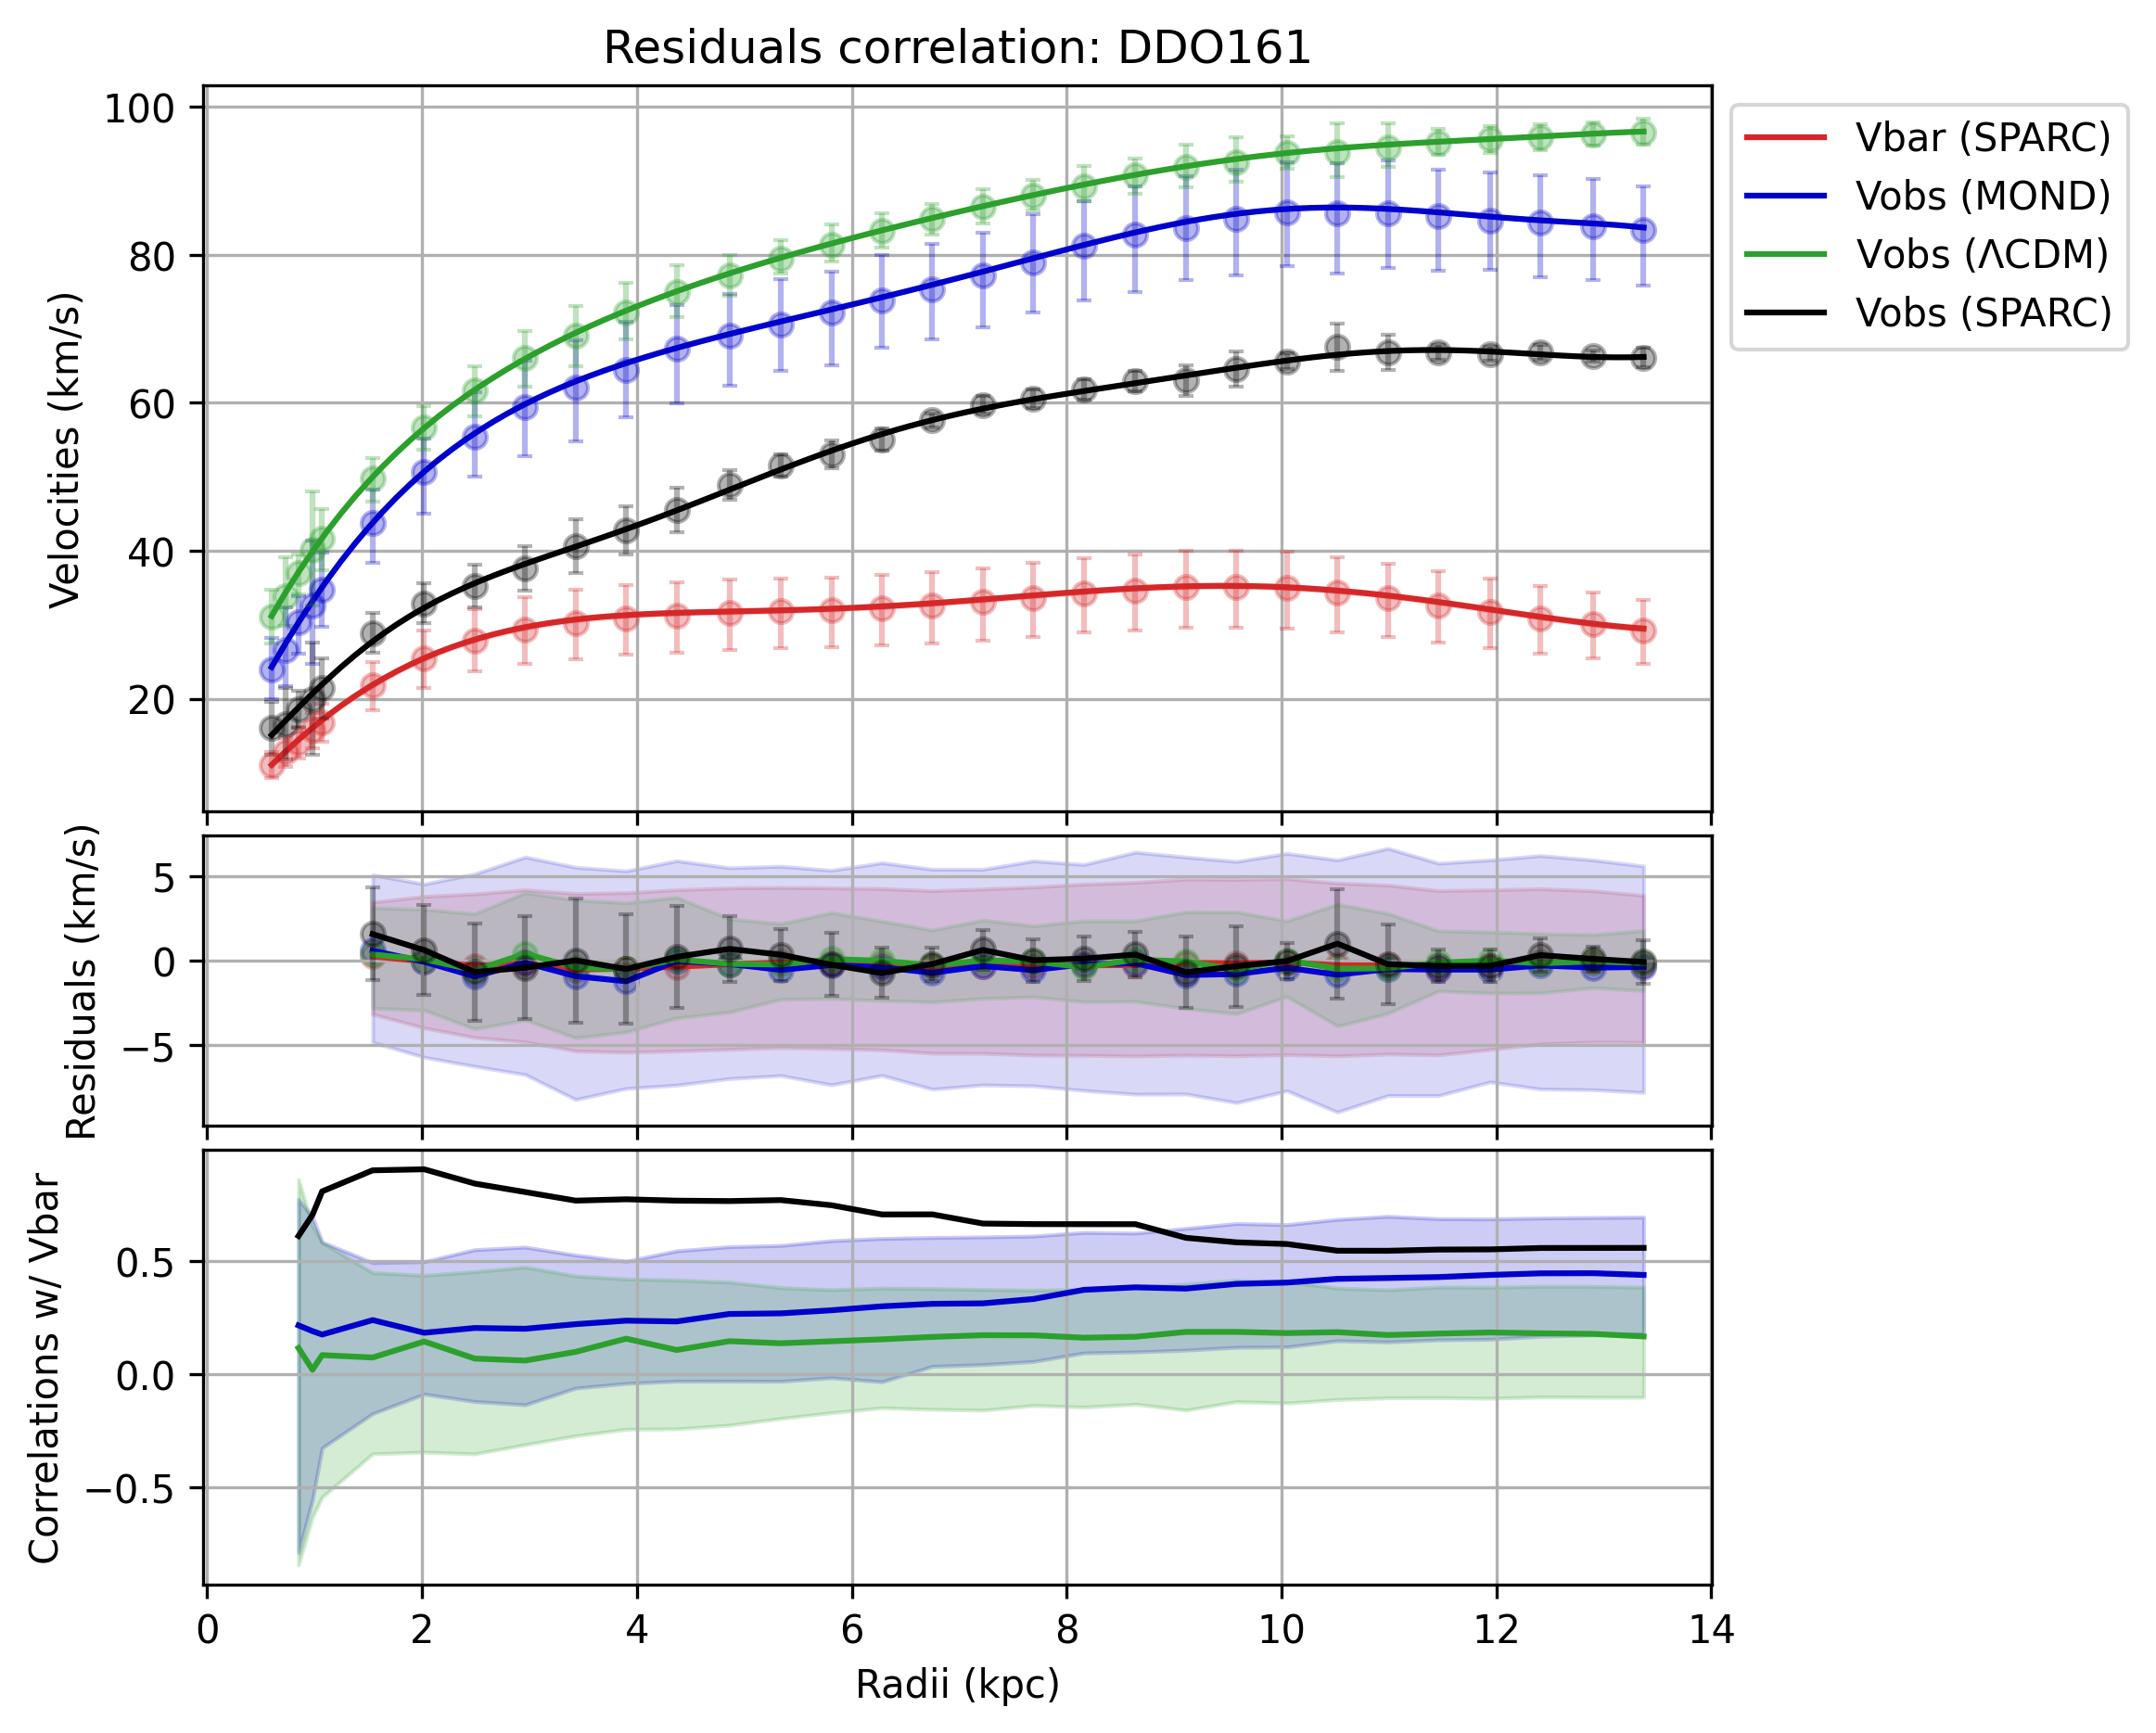 Residuals correlation: DDO161
100
80
60
40
20
Velocities (km/s)
Vbar (SPARC)
Vobs (MOND)
Vobs (ΛCDM)
Vobs (SPARC)
5
0
−5
Residuals (km/s)
0.5
0.0
−0.5
Correlations w/ Vbar
0 2 4 6 8 10 12 14
Radii (kpc)